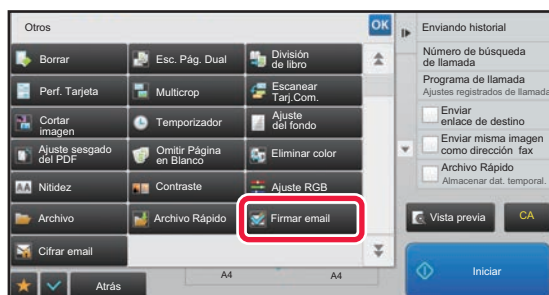 Otros
OK
Borrar
Esc. Pág. Dual
División
de libro
Perf. Tarjeta
Multicrop
Escanear
Tarj.Com.
Cortar
imagen
Temporizador
Ajuste
del fondo
Ajuste sesgado
del PDF
Omitir Página
en Blanco
Eliminar color
AA
Nitidez
Contraste
Ajuste RGB
Archivo
Archivo Rápido
Firmar email
Cifrar email
Atrás
A4
A4
Enviando historial
Número de búsqueda
de llamada
Programa de llamada
Ajustes registrados de llamada
Enviar
enlace de destino
Enviar misma imagen
como dirección fax
Archivo Rápido
Almacenar dat. temporal.
Vista previa
CA
Iniciar